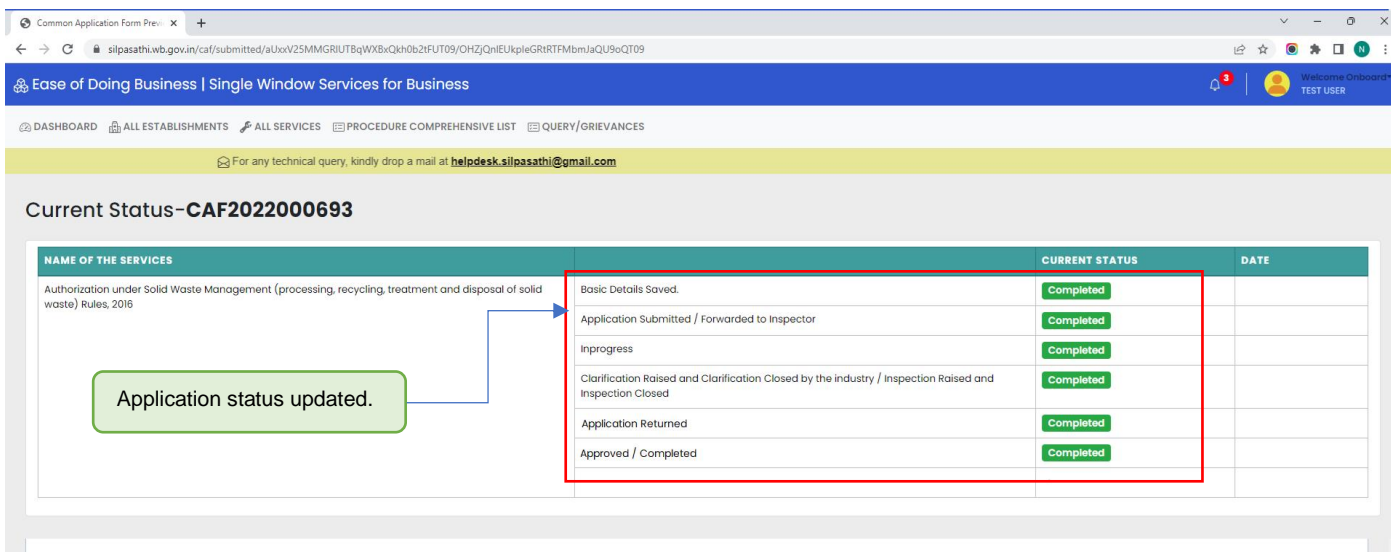 Common Application Form Previ
silpasathi.wb.gov.in/caf/submitted/aUxxV25MMGRIUTBqWXBxQkh0b2tFUT09/OHZjQnlEUkpleGRtRTFMbmJaQU9oQT09
Ease of Doing Business | Single Window Services for Business
3
Welcome Onboard
TEST USER
N
DASHBOARD ALL ESTABLISHMENTS ALL SERVICES PROCEDURE COMPREHENSIVE LIST QUERY/GRIEVANCES
For any technical query, kindly drop a mail at helpdesk.silpasathi@gmail.com
Current Status-CAF2022000693
NAME OF THE SERVICES CURRENT STATUS DATE
Authorization under Solid Waste Management (processing, recycling, treatment and disposal of solid
waste) Rules, 2016
Basic Details Saved. Completed
Application Submitted / Forwarded to Inspector Completed
Inprogress Completed
Clarification Raised and Clarification Closed by the industry / Inspection Raised and
Inspection Closed
Completed
Application Returned Completed
Approved / Completed Completed
Application status updated.